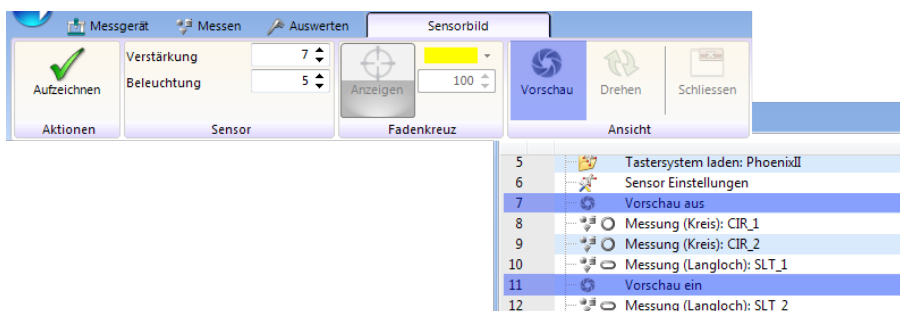 Messgerät Messen Auswerten Sensorbild
Verstärkung 7
Beleuchtung 5
Aufzeichnen
Anzeigen 100
Vorschau Drehen Schliessen
Aktionen Sensor Fadenkreuz Ansicht
5 Tastersystem laden: PhoenixII
6 Sensor Einstellungen
7 Vorschau aus
8 Messung (Kreis): CIR_1
9 Messung (Kreis): CIR_2
10 Messung (Langloch): SLT_1
11 Vorschau ein
12 Messung (Langloch): SLT_2